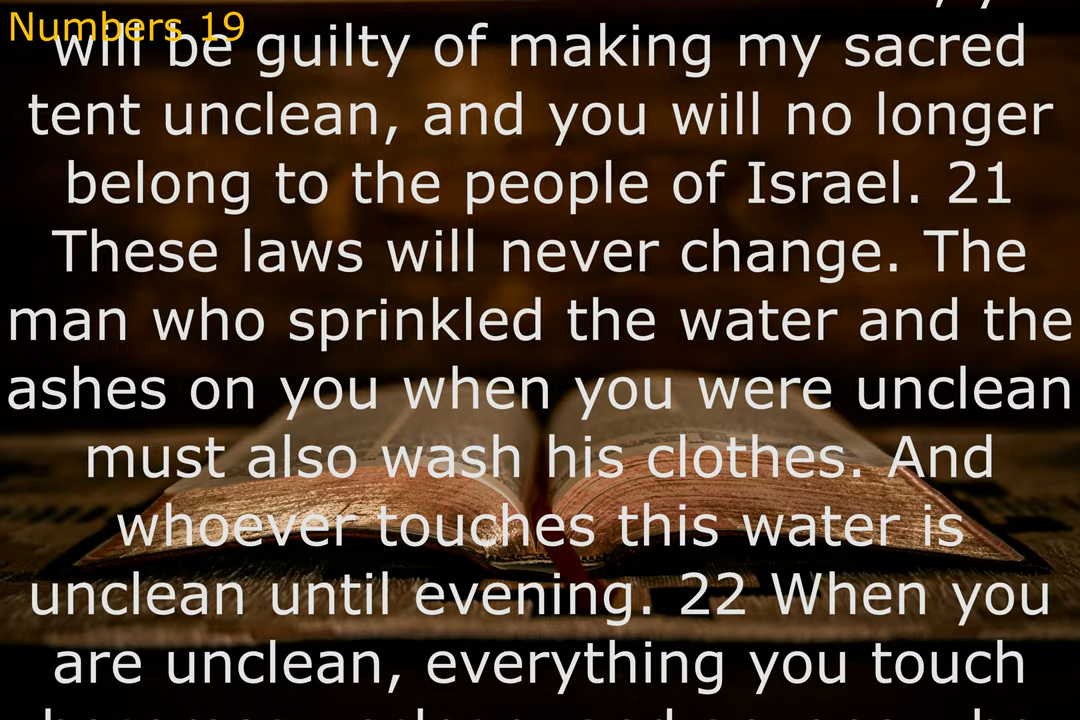 Numbers 19
will be guilty of making my sacred
tent unclean, and you will no longer
belong to the people of Israel. 21
These laws will never change. The
man who sprinkled the water and the
ashes on you when you were unclean
must also wash his clothes. And
whoever touches this water is
unclean until evening. 22 When you
are unclean, everything you touch